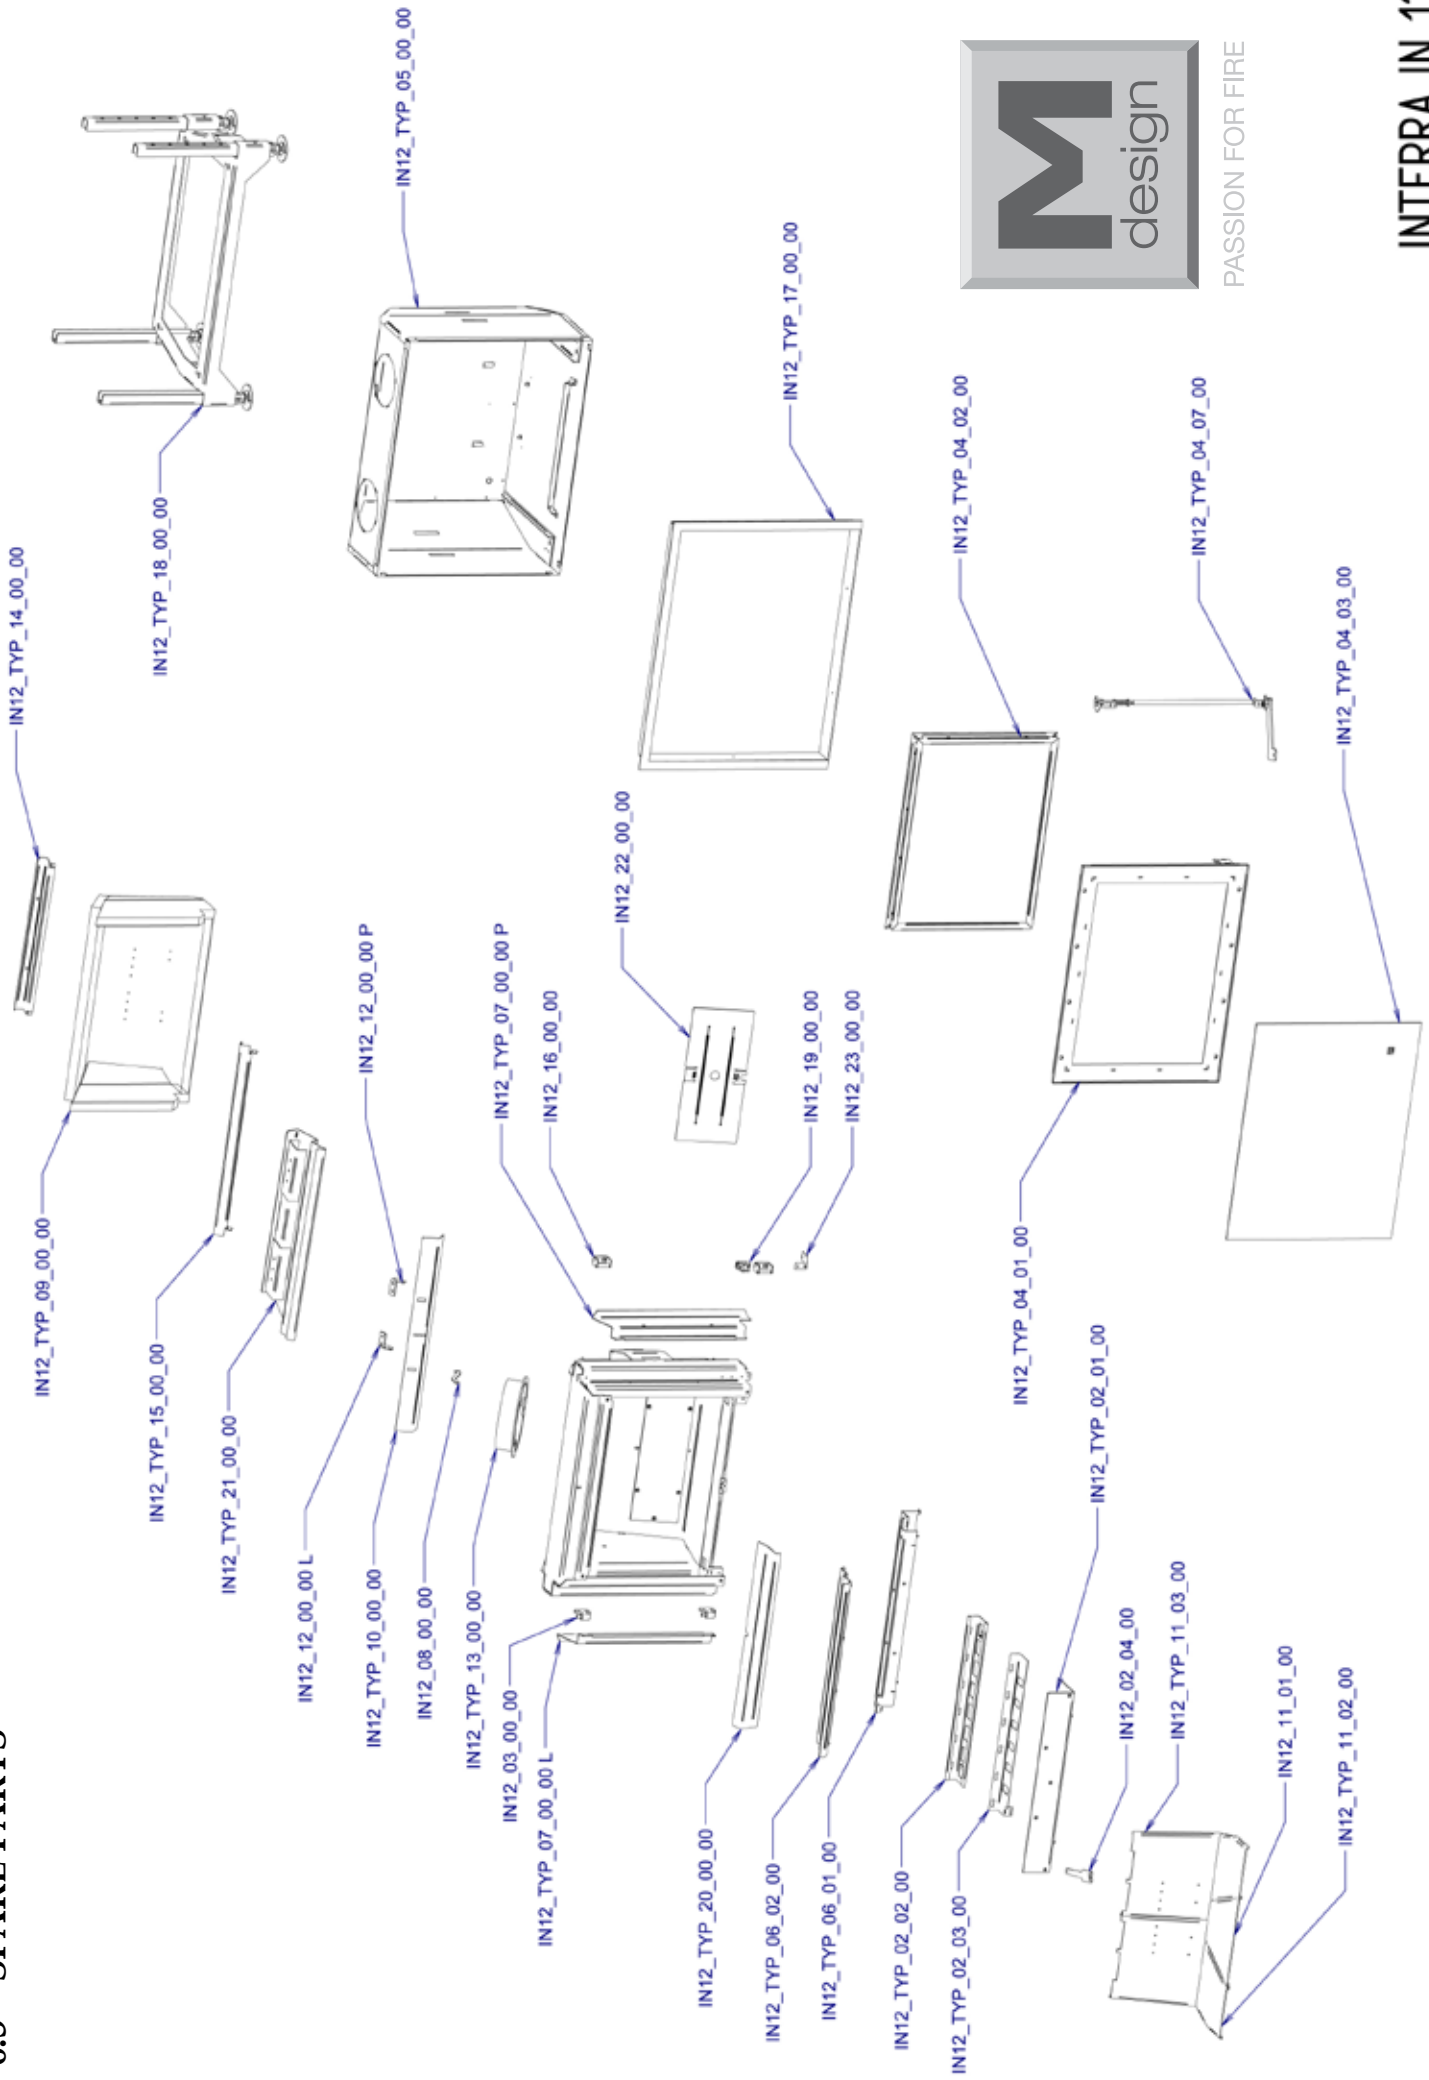 SPARE PARTS
IN12_TYP_14_00_00
IN12_TYP_09_00_00
IN12_TYP_15_00_00
IN12_TYP_18_00_00
IN12_TYP_21_00_00
IN12_12_00_00 L
IN12_12_00_00 P
IN12_TYP_10_00_00
IN12_TYP_05_00_00
IN12_08_00_00
IN12_TYP_13_00_00
IN12_TYP_07_00_00 P
IN12_03_00_00
IN12_TYP_07_00_00 L
IN12_16_00_00
IN12_22_00_00
IN12_TYP_20_00_00
IN12_TYP_17_00_00
IN12_TYP_06_02_00
IN12_19_00_00
IN12_TYP_06_01_00
IN12_23_00_00
IN12_TYP_02_02_00
IN12_TYP_02_03_00
IN12_TYP_04_02_00
IN12_TYP_04_01_00
IN12_TYP_02_01_00
IN12_02_04_00
IN12_TYP_11_03_00
IN12_TYP_04_07_00
IN12_11_01_00
IN12_TYP_11_02_00
IN12_TYP_04_03_00
M
design
PASSION FOR FIRE
INTERRA IN